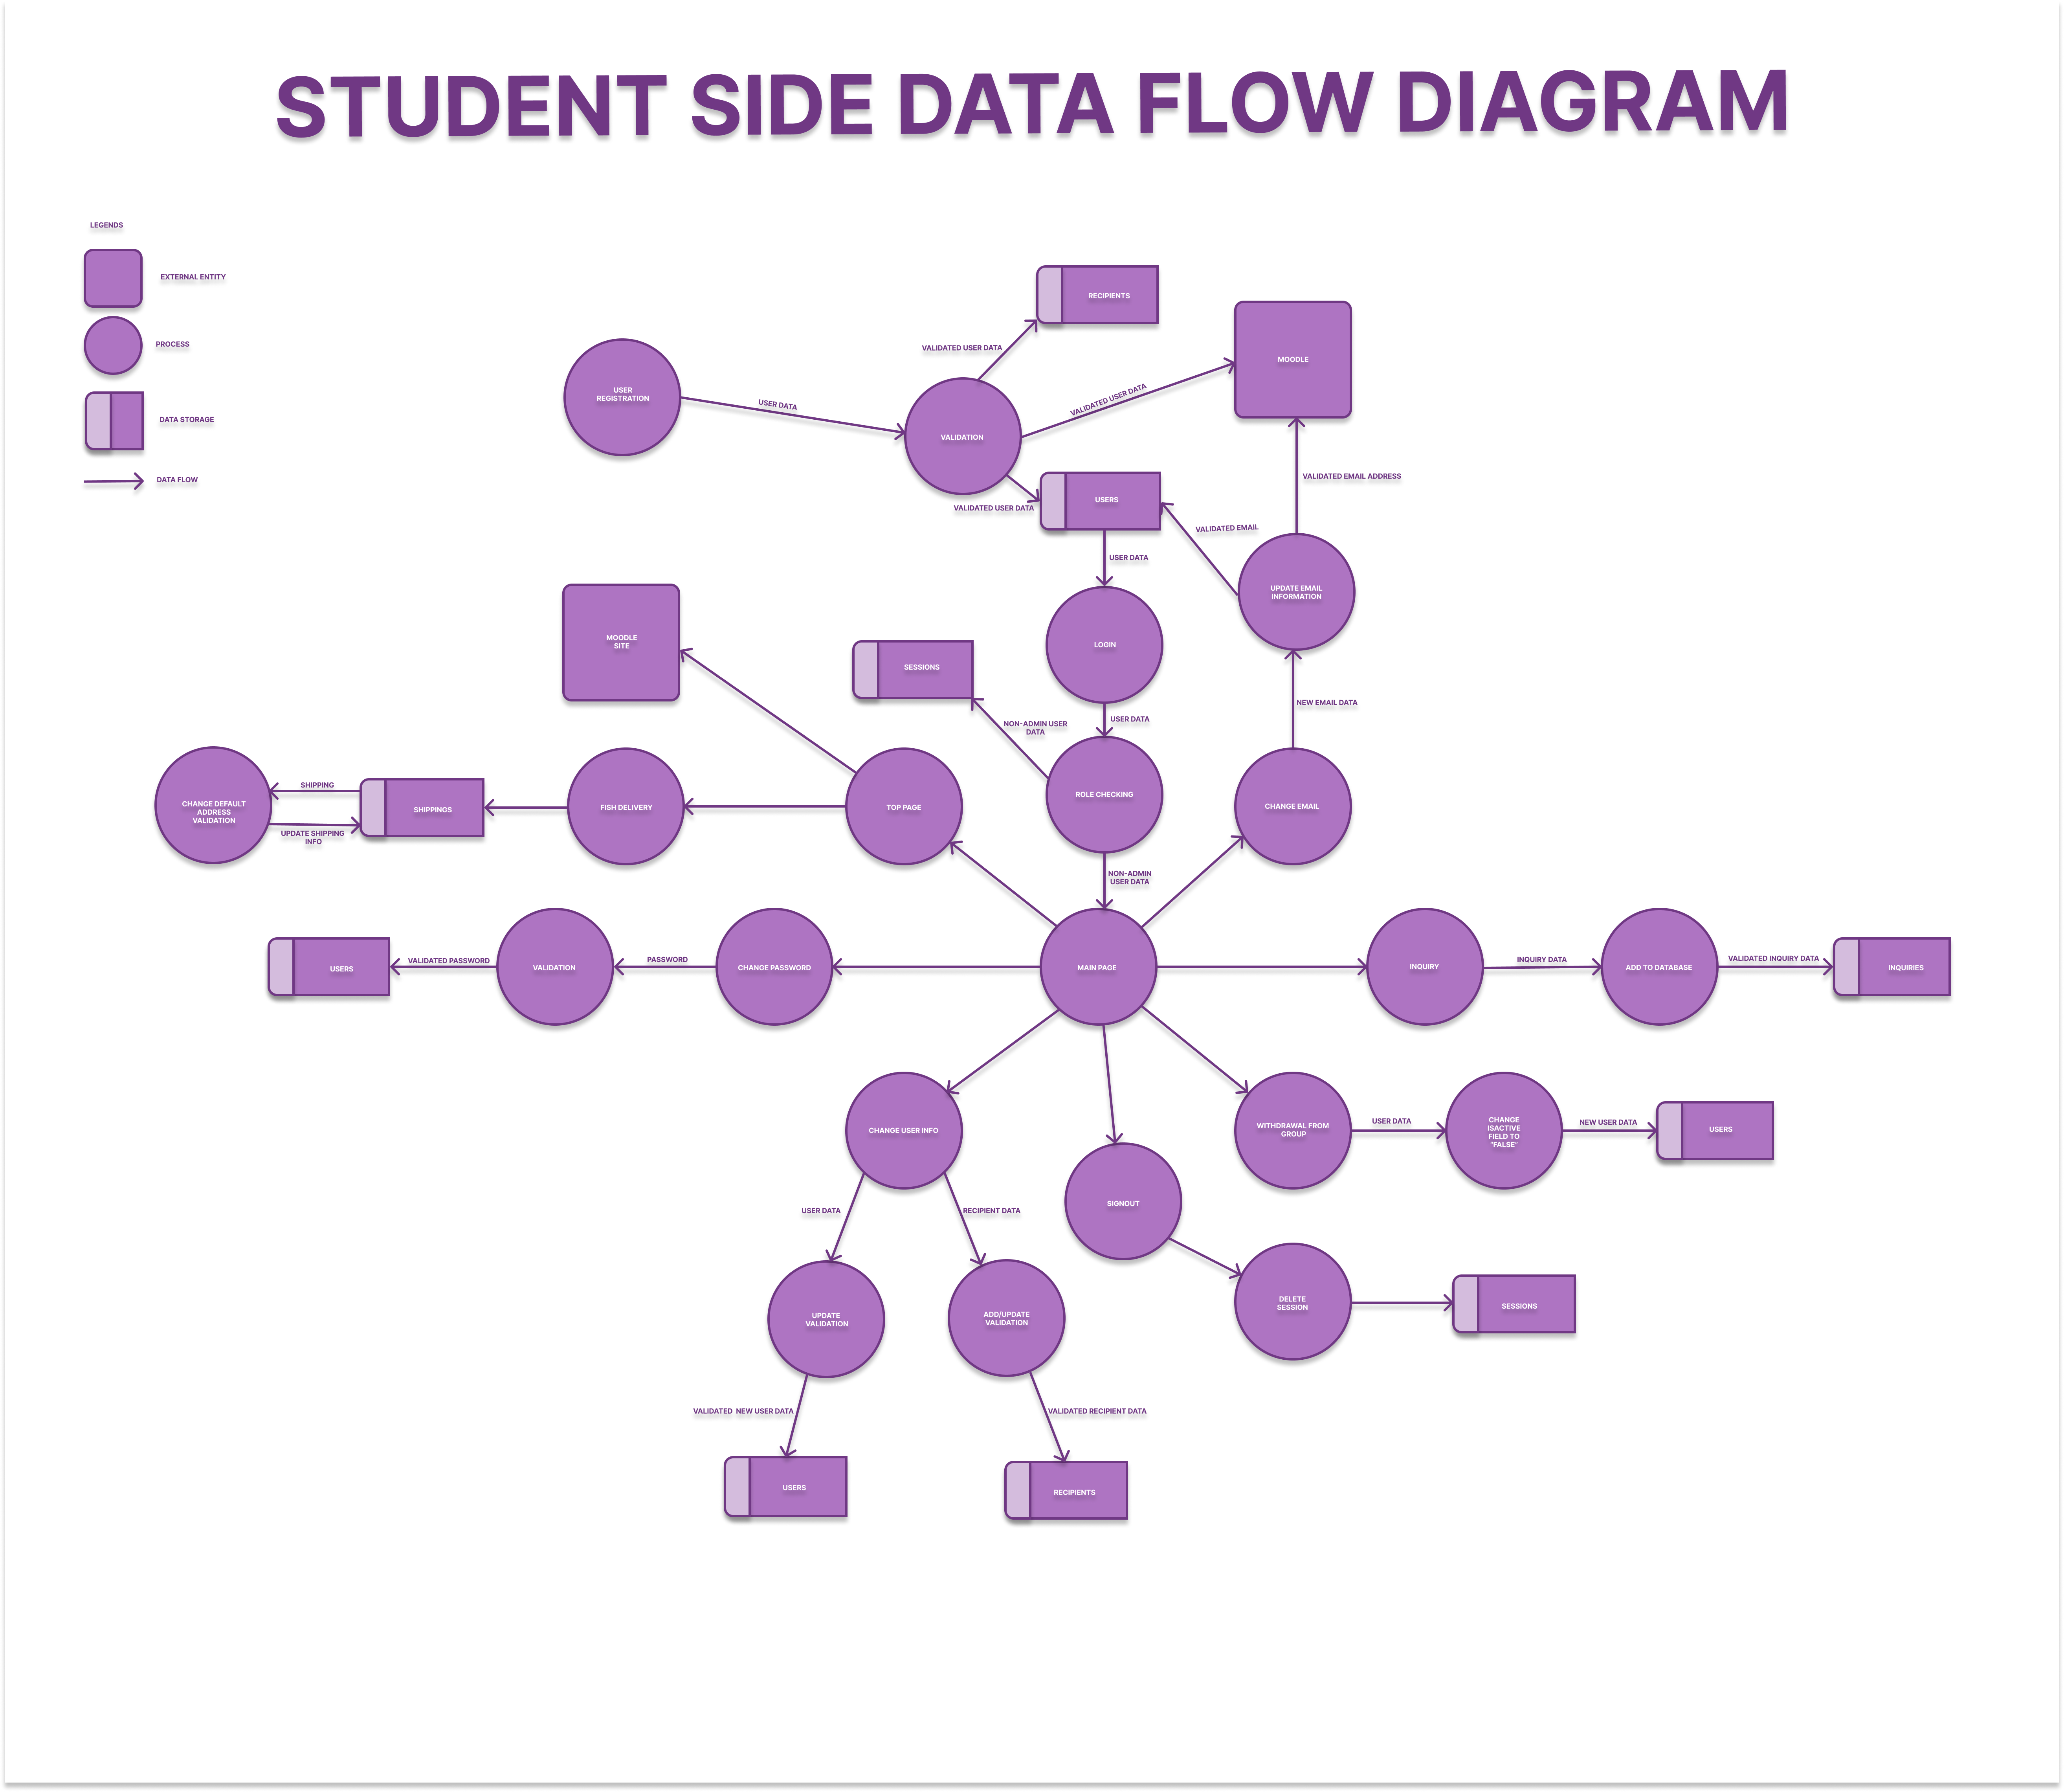 STUDENT SIDE DATA FLOW DIAGRAM
LEGENDS
EXTERNAL ENTITY
PROCESS
DATA STORAGE
DATA FLOW
RECIPIENTS
VALIDATED USER DATA
MOODLE
USER
REGISTRATION
USER DATA
VALIDATED USER DATA
VALIDATION
VALIDATED EMAIL ADDRESS
USERS
VALIDATED USER DATA
VALIDATED EMAIL
USER DATA
UPDATE EMAIL
INFORMATION
MOODLE
SITE
LOGIN
SESSIONS
NEW EMAIL DATA
USER DATA
NON-ADMIN USER
DATA
SHIPPING
CHANGE DEFAULT
ADDRESS
VALIDATION
UPDATE SHIPPING
INFO
SHIPPINGS
FISH DELIVERY
TOP PAGE
ROLE CHECKING
CHANGE EMAIL
NON-ADMIN
USER DATA
USERS
VALIDATED PASSWORD
VALIDATION
PASSWORD
CHANGE PASSWORD
MAIN PAGE
INQUIRY
INQUIRY DATA
ADD TO DATABASE
VALIDATED INQUIRY DATA
INQUIRIES
CHANGE USER INFO
WITHDRAWAL FROM
GROUP
USER DATA
CHANGE
ISACTIVE
FIELD TO
"FALSE"
NEW USER DATA
USERS
USER DATA
RECIPIENT DATA
SIGNOUT
UPDATE
VALIDATION
ADD/UPDATE
VALIDATION
DELETE
SESSION
SESSIONS
VALIDATED NEW USER DATA
VALIDATED RECIPIENT DATA
USERS
RECIPIENTS